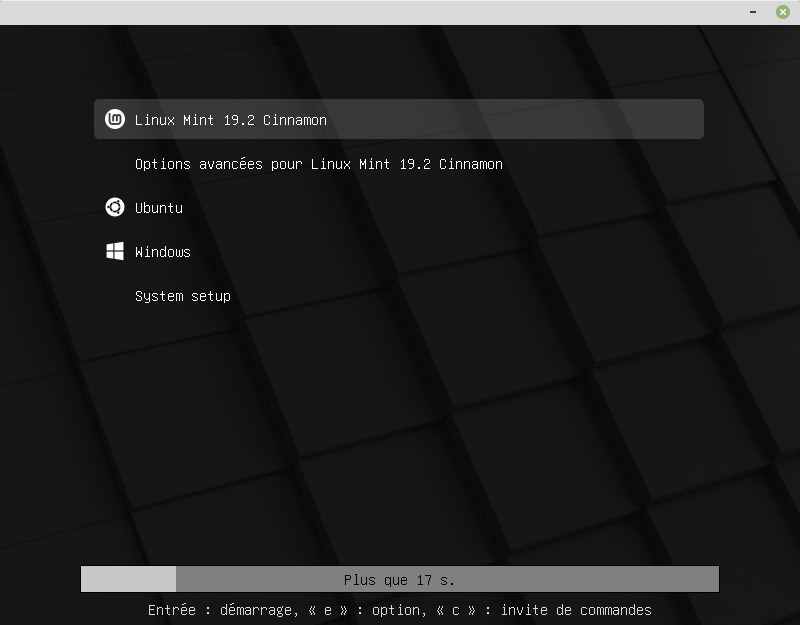 Linux Mint 19.2 Cinnamon
Options avancées pour Linux Mint 19.2 Cinnamon
Ubuntu
Windows
System setup
Plus que 17 s.
Entrée : démarrage, « e » : option, « c » : invite de commandes